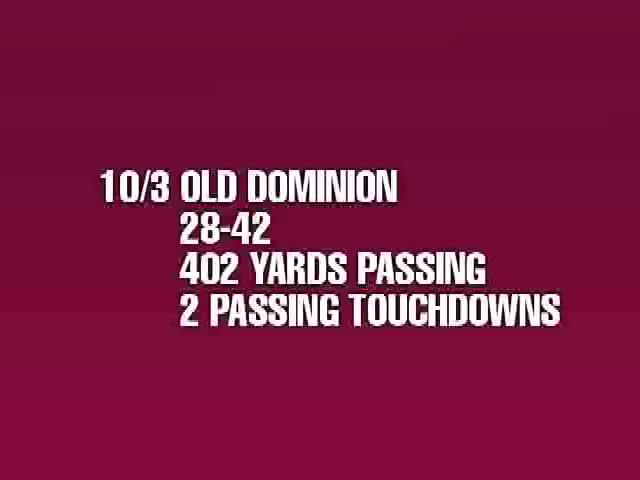 10/3 OLD DOMINION
28-42
402 YARDS PASSING
2 PASSING TOUCHDOWNS